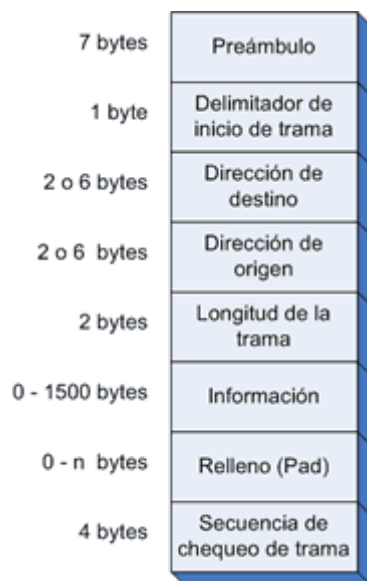 7 bytes
Preámbulo
1 byte
Delimitador de
inicio de trama
2 o 6 bytes
Dirección de
destino
2 o 6 bytes
Dirección de
origen
2 bytes
Longitud de la
trama
0 - 1500 bytes
Información
0 - n bytes
Relleno (Pad)
4 bytes
Secuencia de
chequeo de trama